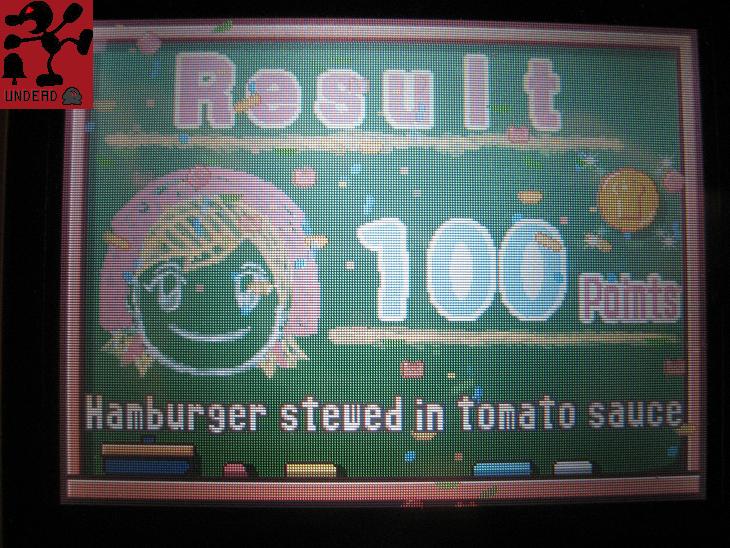 UNDEAD
Result
100
Points
Hamburger stewed in tomato sauce